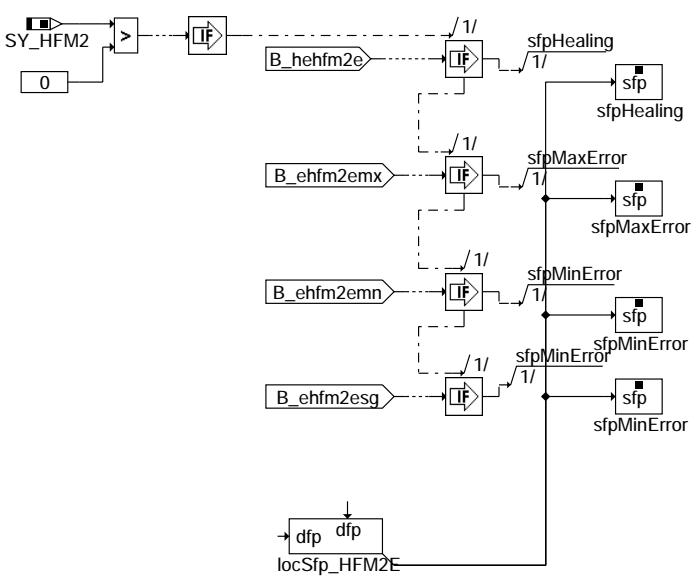 SY_HFM2
>
IF
0
1/
B_hehfm2e
IF
sfpHealing
1/
sfp
sfpHealing
1/
B_ehfm2emx
IF
sfpMaxError
1/
sfp
sfpMaxError
1/
B_ehfm2emn
IF
sfpMinError
1/
sfp
sfpMinError
1/
B_ehfm2esg
IF
sfpMinError
1/
sfp
sfpMinError
dfp dfp
locSfp_HFM2E